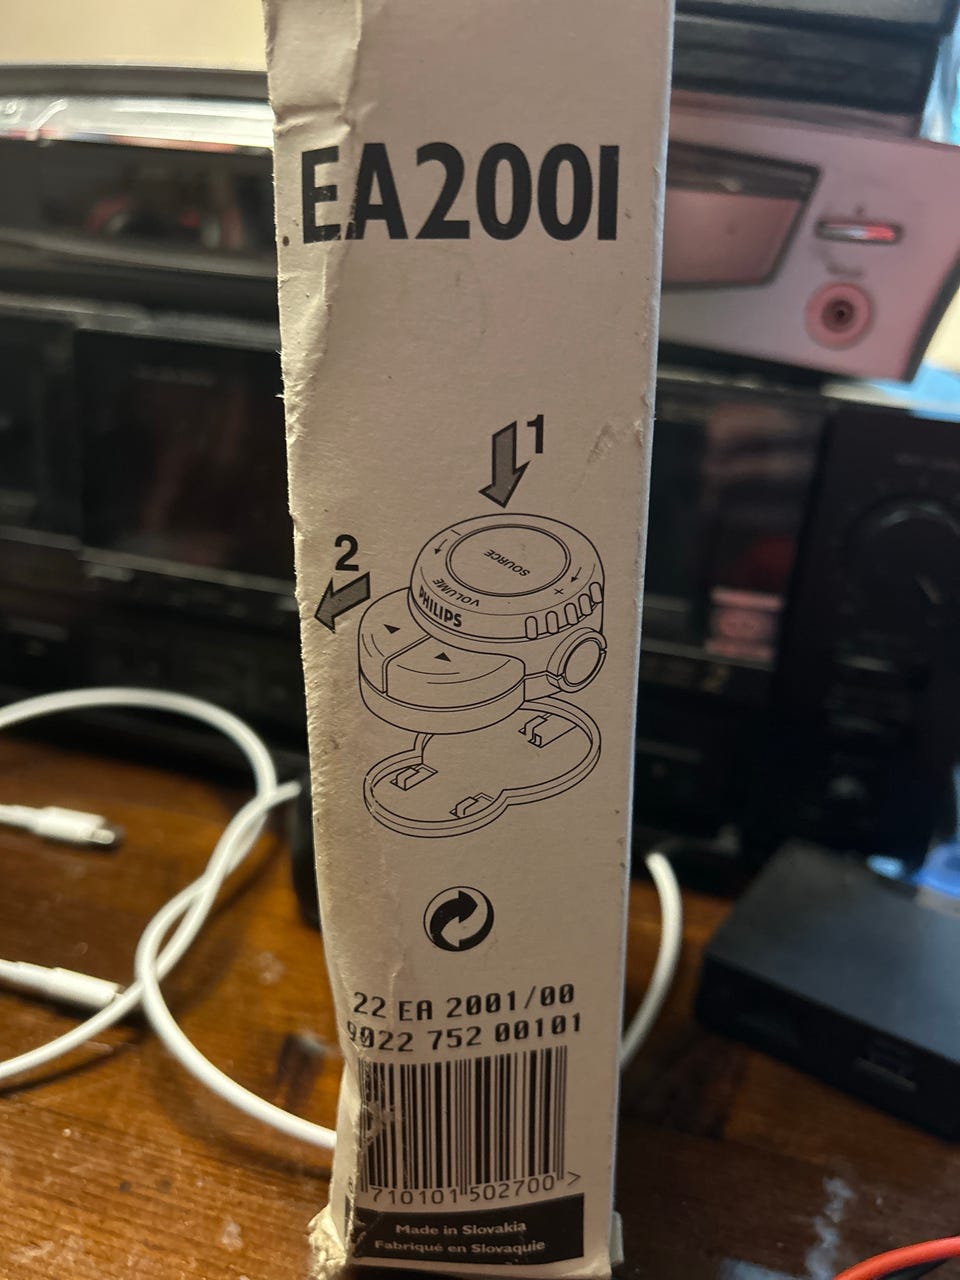 EA2001
1
2
SOURCE
- +
VOLUME
PHILIPS
22 EA 2001/00
9022 752 00101
8 710101 502700 >
Made in Slovakia
Fabriqué en Slovaquie